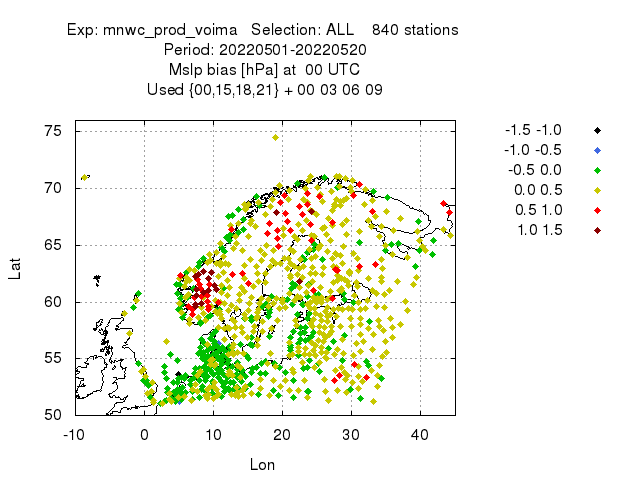 Exp: mnwc_prod_voima   Selection: ALL    840 stations
Period: 20220501-20220520
Mslp bias [hPa] at  00 UTC
Used {00,15,18,21} + 00 03 06 09
75
70
65
60
55
50
Lat
-10 0 10 20 30 40
Lon
-1.5 -1.0
-1.0 -0.5
-0.5 0.0
0.0 0.5
0.5 1.0
1.0 1.5